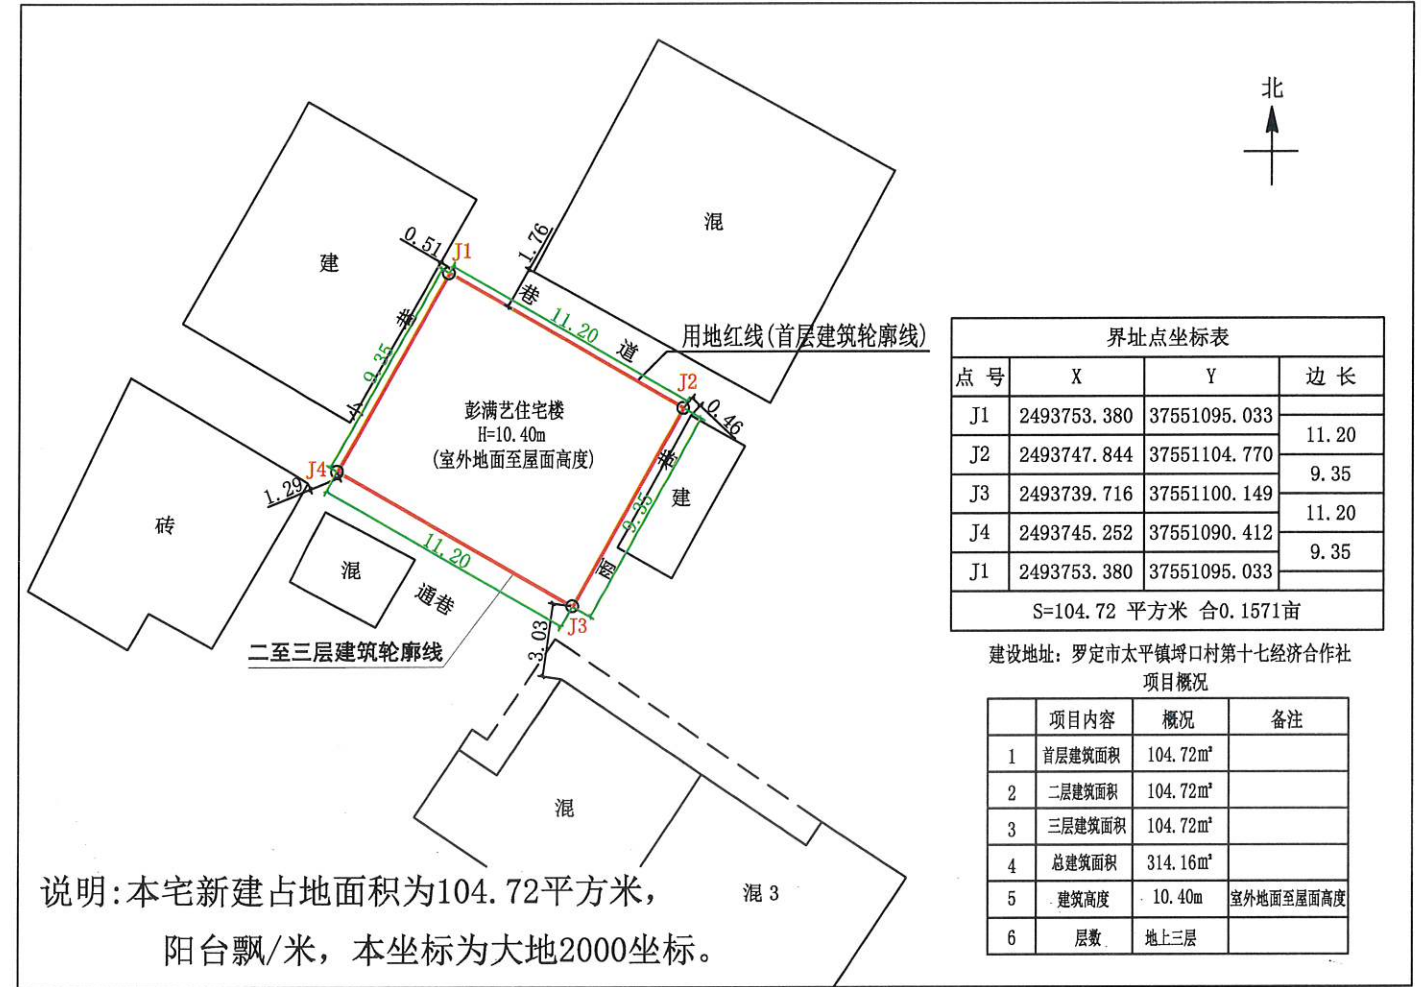 北
混
建
0.51
J1
1.76
巷
道
11.20
用地红线(首层建筑轮廓线)
巷
小
9.35
J2
0.46
彭满艺住宅楼
H=10.40m
(室外地面至屋面高度)
J4
1.29
砖
建
巷
9.35
混
11.20
通巷
J3
3.03
二至三层建筑轮廓线
混
混 3
界址点坐标表
点 号 X Y 边 长
J1 2493753.380 37551095.033
11.20
J2 2493747.844 37551104.770
9.35
J3 2493739.716 37551100.149
11.20
J4 2493745.252 37551090.412
9.35
J1 2493753.380 37551095.033
S=104.72 平方米 合0.1571亩
建设地址: 罗定市太平镇埒口村第十七经济合作社
项目概况
项目内容 概况 备注
1 首层建筑面积 104.72m²
2 二层建筑面积 104.72m²
3 三层建筑面积 104.72m²
4 总建筑面积 314.16m²
5 建筑高度 10.40m 室外地面至屋面高度
6 层数 地上三层
说明:本宅新建占地面积为104.72平方米,
阳台飘/米, 本坐标为大地2000坐标。